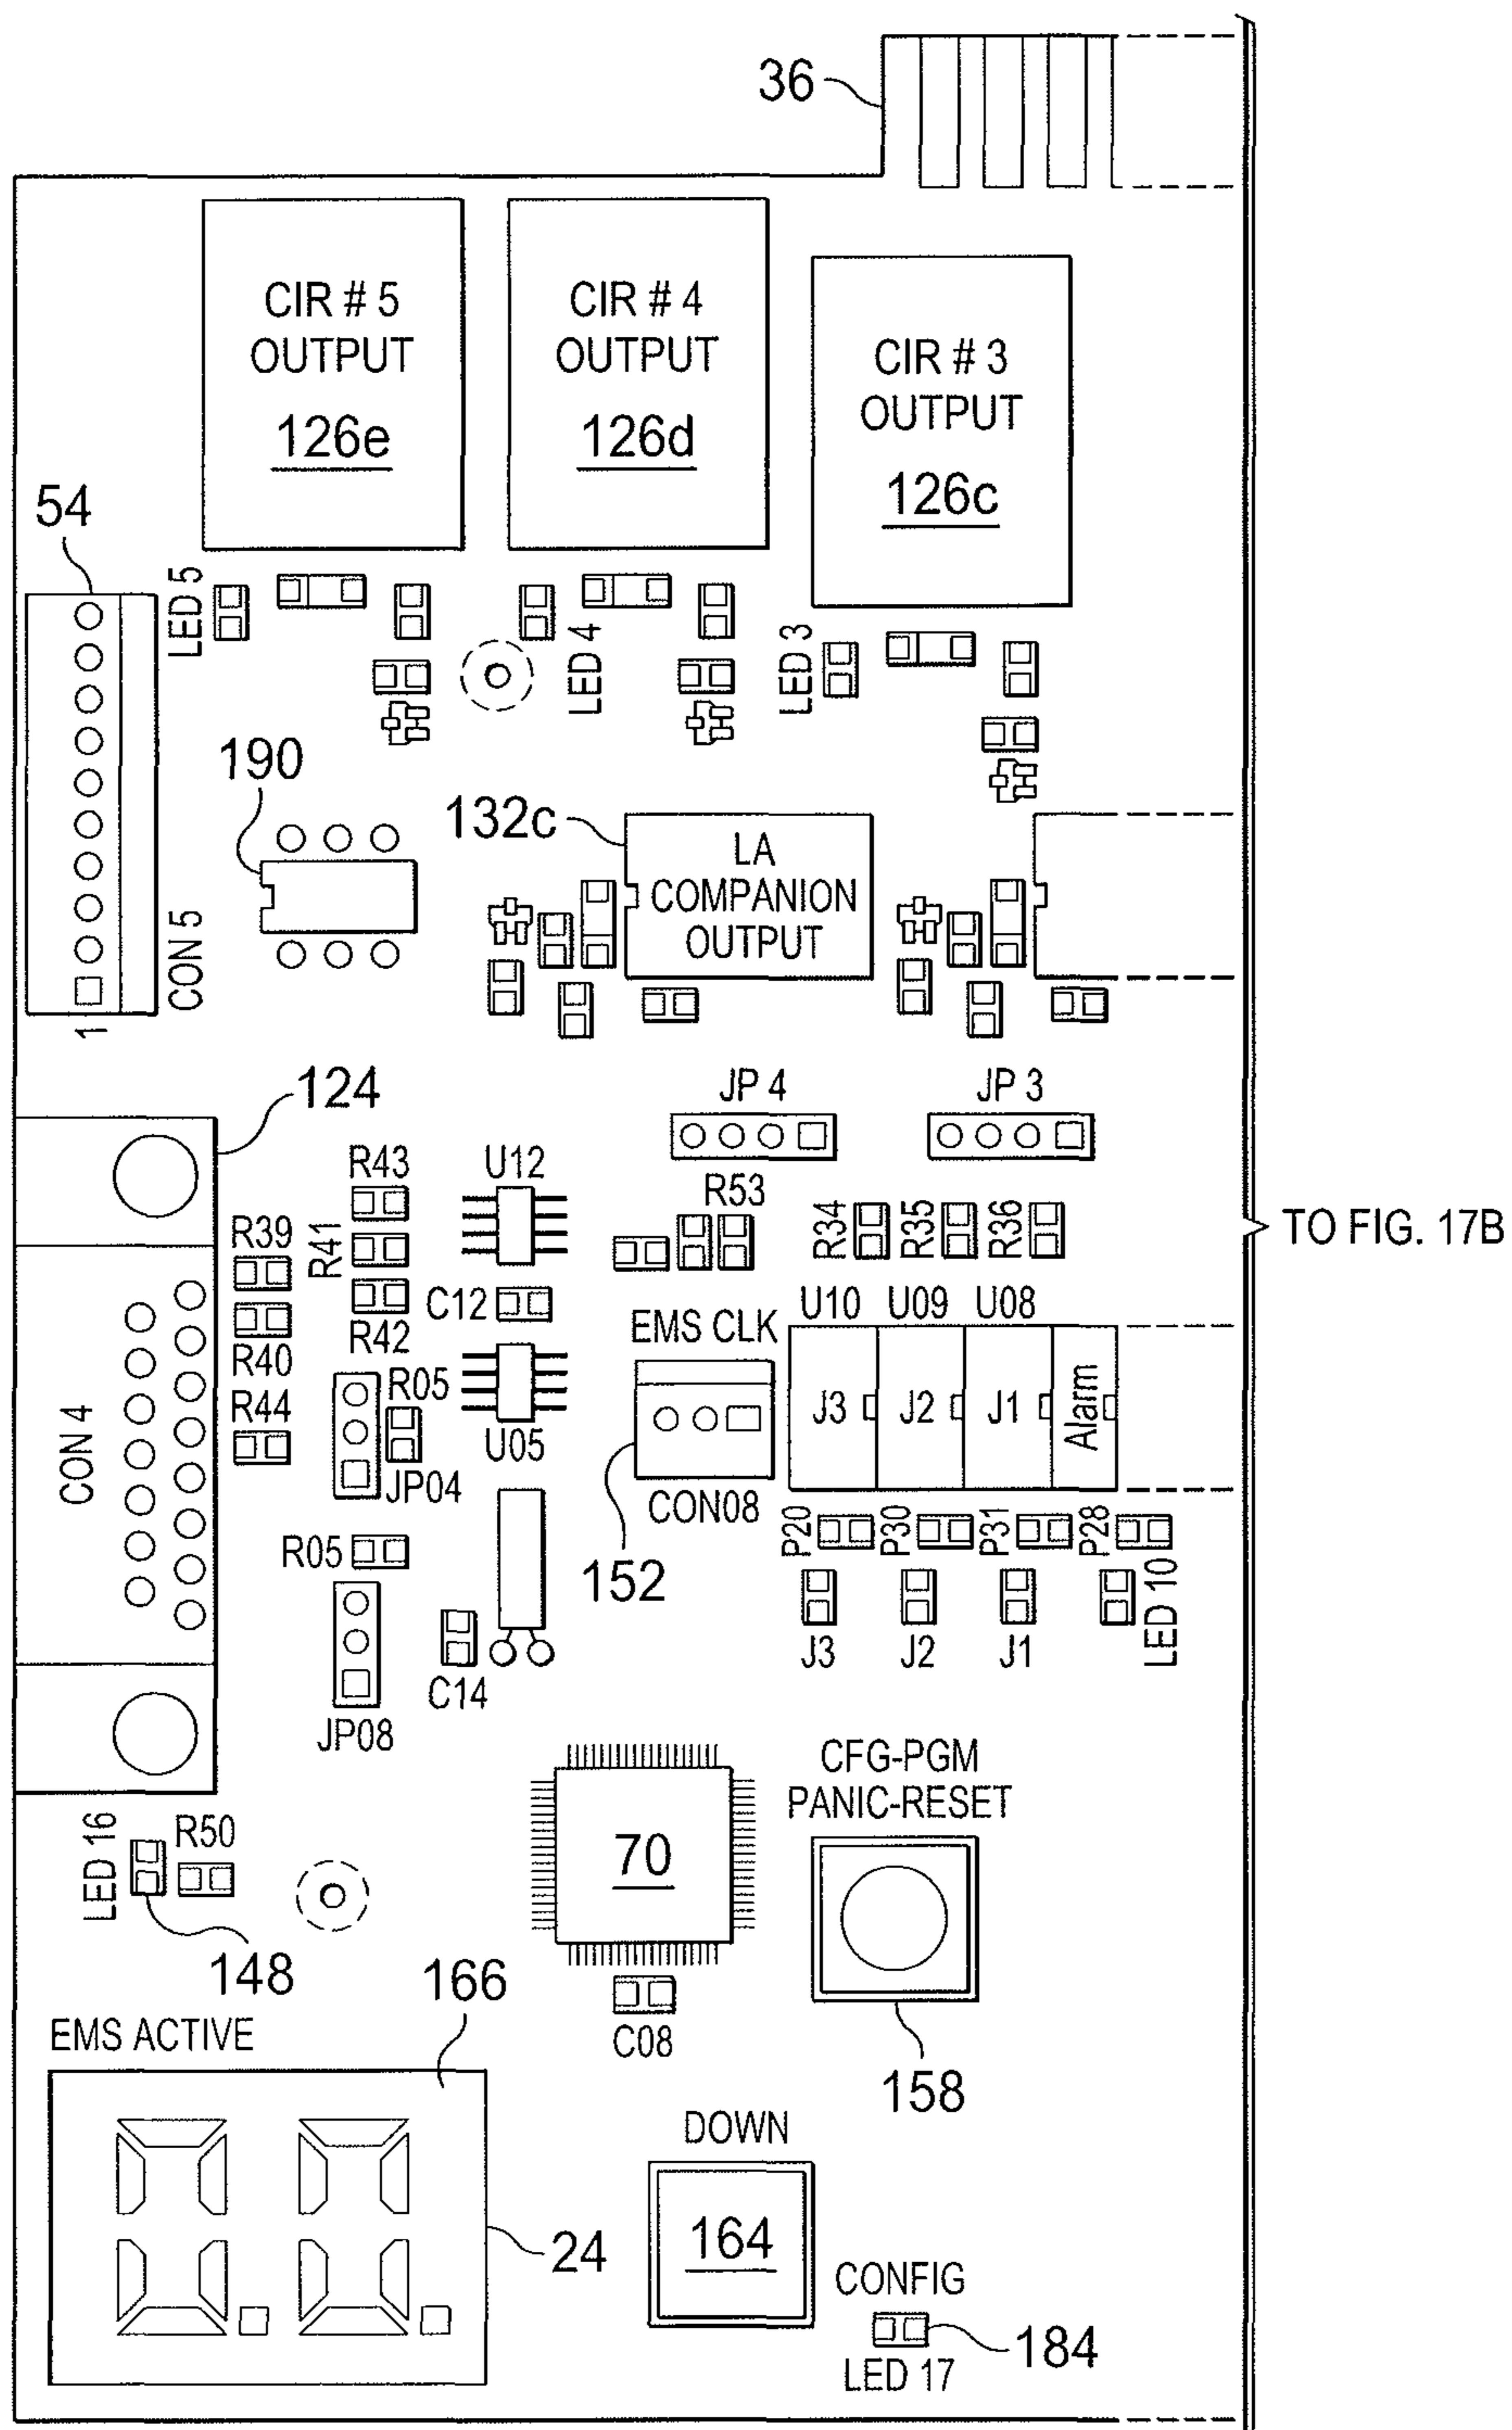 36
CIR # 5
OUTPUT
126e
CIR # 4
OUTPUT
126d
CIR # 3
OUTPUT
126c
54
LED 5
LED 4
LED 3
190
132c
LA
COMPANION
OUTPUT
CON 5
1
124
JP 4
JP 3
R43
U12
R53
R39
R41
R34
R35
R36
TO FIG. 17B
R40
R42
C12
EMS CLK
U10
U09
U08
R44
R05
CON 4
U05
J3
J2
J1
Alarm
JP04
CON08
R05
152
P20
P30
P31
P28
J3
J2
J1
LED 10
C14
JP08
CFG-PGM
PANIC-RESET
LED 16
R50
70
148
166
C08
158
EMS ACTIVE
DOWN
24
164
CONFIG
184
LED 17